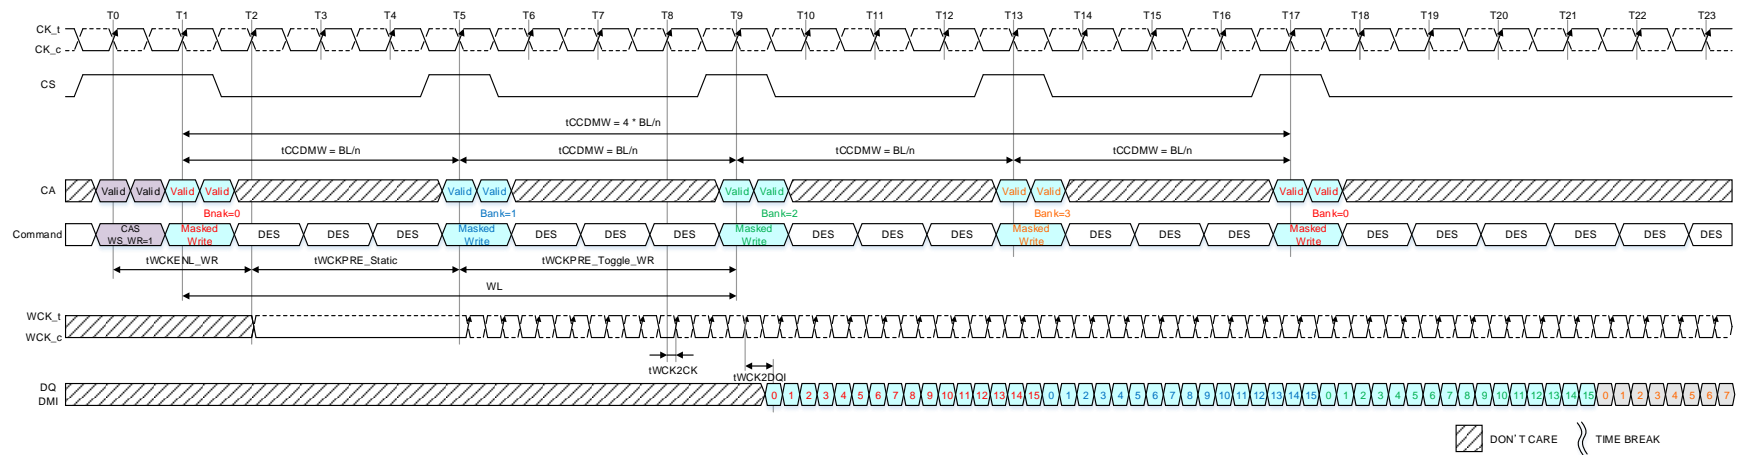 T0 T1 T2 T3 T4 T5 T6 T7 T8 T9 T10 T11 T12 T13 T14 T15 T16 T17 T18 T19 T20 T21 T22 T23
CK_t
CK_c
CS
tCCDMW = 4 * BL/n
tCCDMW = BL/n tCCDMW = BL/n tCCDMW = BL/n tCCDMW = BL/n
CA Valid Valid Valid Valid Valid Valid Valid Valid Valid Valid Valid Valid
Bnak=0 Bank=1 Bank=2 Bank=3 Bank=0
Command CAS WS_WR=1 Masked Write DES DES DES Masked Write DES DES DES Masked Write DES DES DES Masked Write DES DES DES Masked Write DES DES DES DES DES DES
tWCKENL_WR tWCKPRE_Static tWCKPRE_Toggle_WR
WL
WCK_t
WCK_c
tWCK2CK tWCK2DQI
DQ
DMI
0 1 2 3 4 5 6 7 8 9 10 11 12 13 14 15 0 1 2 3 4 5 6 7 8 9 10 11 12 13 14 15 0 1 2 3 4 5 6 7 8 9 10 11 12 13 14 15 0 1 2 3 4 5 6 7
DON'T CARE TIME BREAK